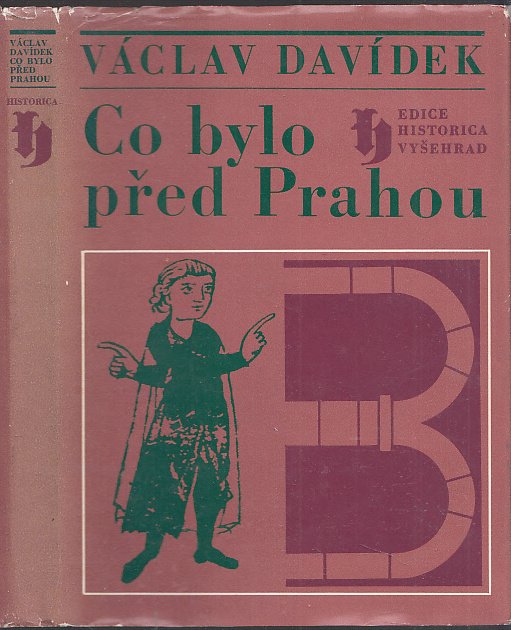 VÁCLAV
DAVÍDEK
CO BYLO
PŘED
PRAHOU
HISTORICA
h
VÁCLAV DAVÍDEK
Co bylo
před Prahou
h
EDICE
HISTORICA
VYŠEHRAD